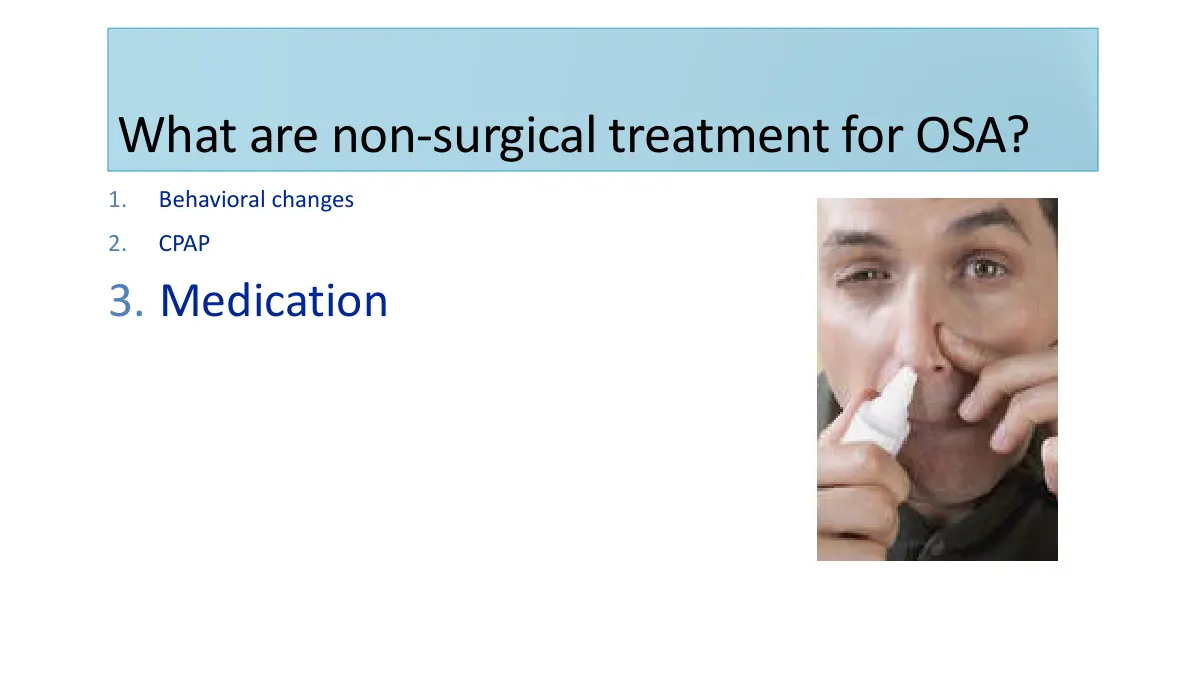 What are non-surgical treatment for OSA?
1. Behavioral changes
2. CPAP
3. Medication